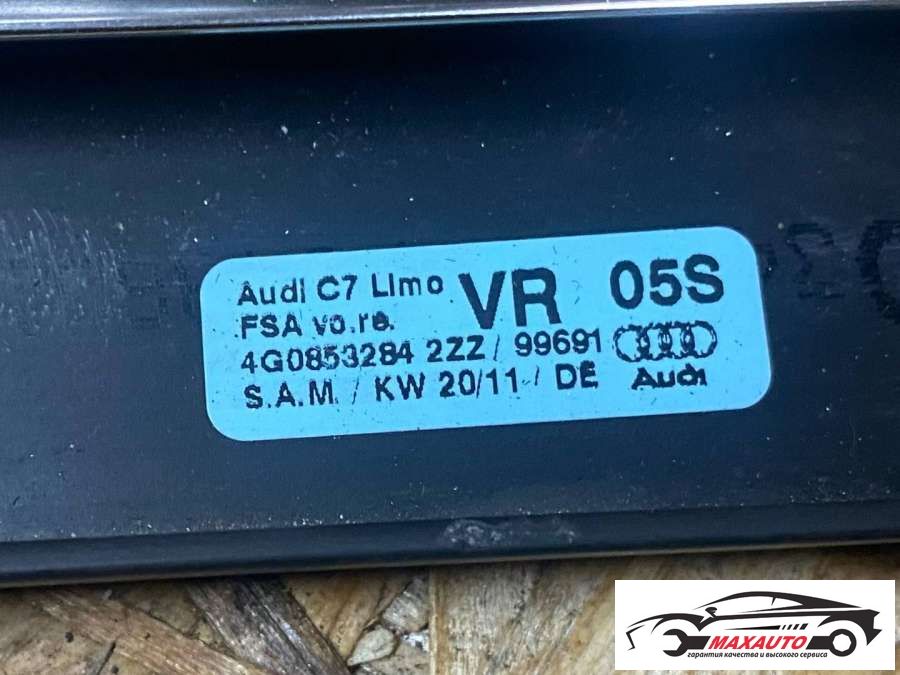 Audi C7 Limo VR 05S
FSA vo.re.
4G0853284 2ZZ / 99691
S.A.M. / KW 20/11 / DE Audi
MAXAUTO
гарантия качества и высокого сервиса